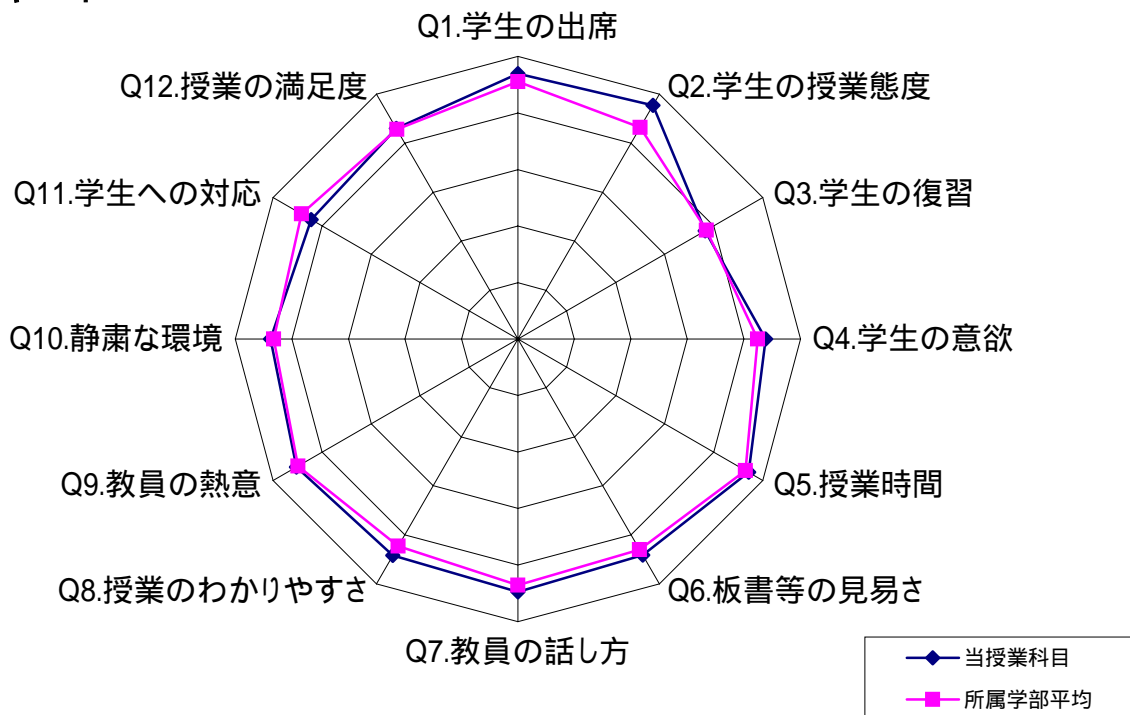 Q1.学生の出席
Q2.学生の授業態度
Q3.学生の復習
Q4.学生の意欲
Q5.授業時間
Q6.板書等の見易さ
Q7.教員の話し方
Q8.授業のわかりやすさ
Q9.教員の熱意
Q10.静粛な環境
Q11.学生への対応
Q12.授業の満足度
当授業科目
所属学部平均